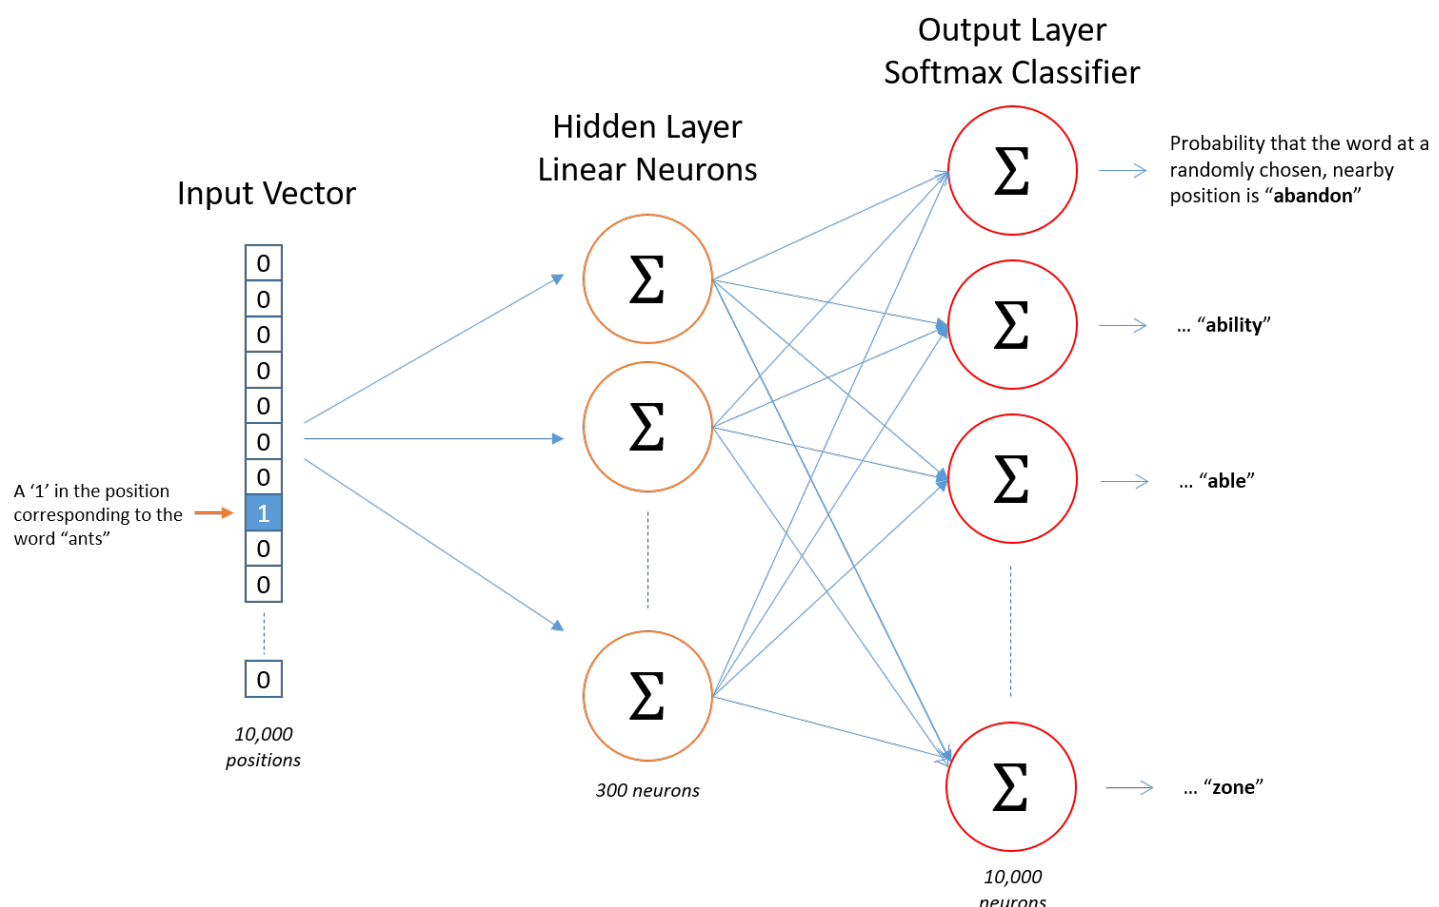 Output Layer
Softmax Classifier
Hidden Layer
Linear Neurons
Input Vector
0
0
0
0
0
0
0
1
0
0
0
A ‘1’ in the position
corresponding to the
word “ants”
10,000
positions
Σ
Σ
Σ
300 neurons
Σ
Σ
Σ
Σ
10,000
neurons
Probability that the word at a
randomly chosen, nearby
position is “abandon”
... “ability”
... “able”
... “zone”